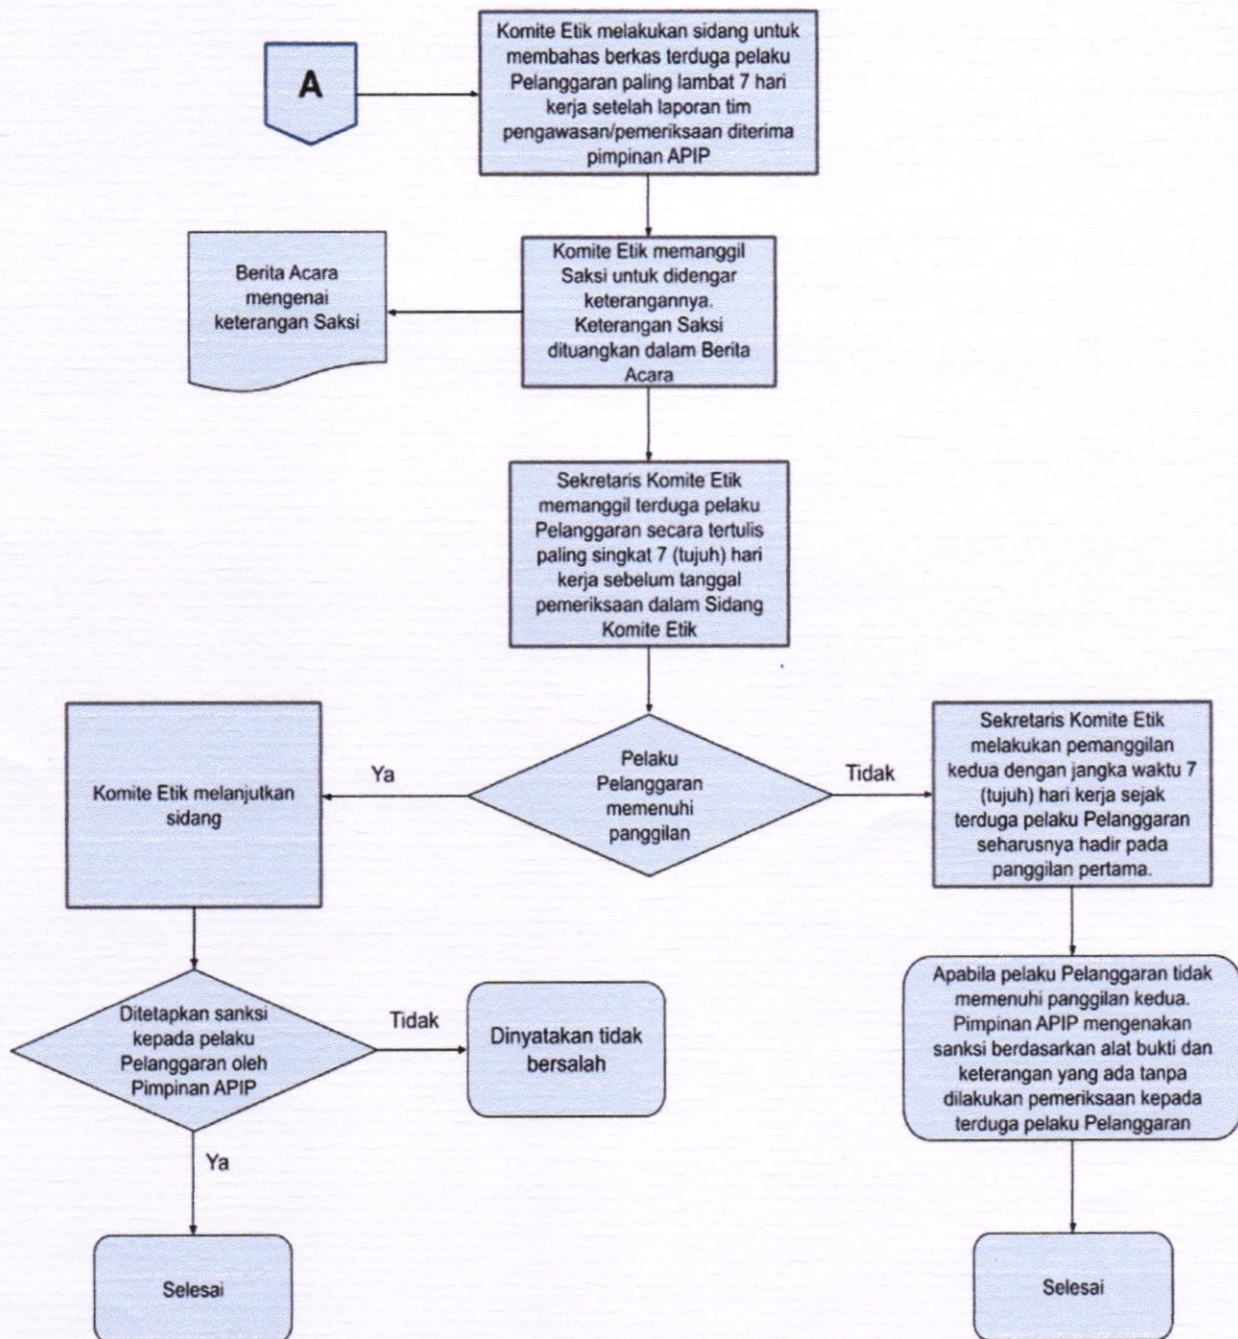 A
Komite Etik melakukan sidang untuk
membahas berkas terduga pelaku
Pelanggaran paling lambat 7 hari
kerja setelah laporan tim
pengawasan/pemeriksaan diterima
pimpinan APIP
Berita Acara
mengenai
keterangan Saksi
Komite Etik memanggil
Saksi untuk didengar
keterangannya.
Keterangan Saksi
dituangkan dalam Berita
Acara
Sekretaris Komite Etik
memanggil terduga pelaku
Pelanggaran secara tertulis
paling singkat 7 (tujuh) hari
kerja sebelum tanggal
pemeriksaan dalam Sidang
Komite Etik
Komite Etik melanjutkan
sidang
Ya
Pelaku
Pelanggaran
memenuhi
panggilan
Tidak
Sekretaris Komite Etik
melakukan pemanggilan
kedua dengan jangka waktu 7
(tujuh) hari kerja sejak
terduga pelaku Pelanggaran
seharusnya hadir pada
panggilan pertama.
Ditetapkan sanksi
kepada pelaku
Pelanggaran oleh
Pimpinan APIP
Tidak
Dinyatakan tidak
bersalah
Apabila pelaku Pelanggaran tidak
memenuhi panggilan kedua.
Pimpinan APIP mengenakan
sanksi berdasarkan alat bukti dan
keterangan yang ada tanpa
dilakukan pemeriksaan kepada
terduga pelaku Pelanggaran
Ya
Selesai
Selesai